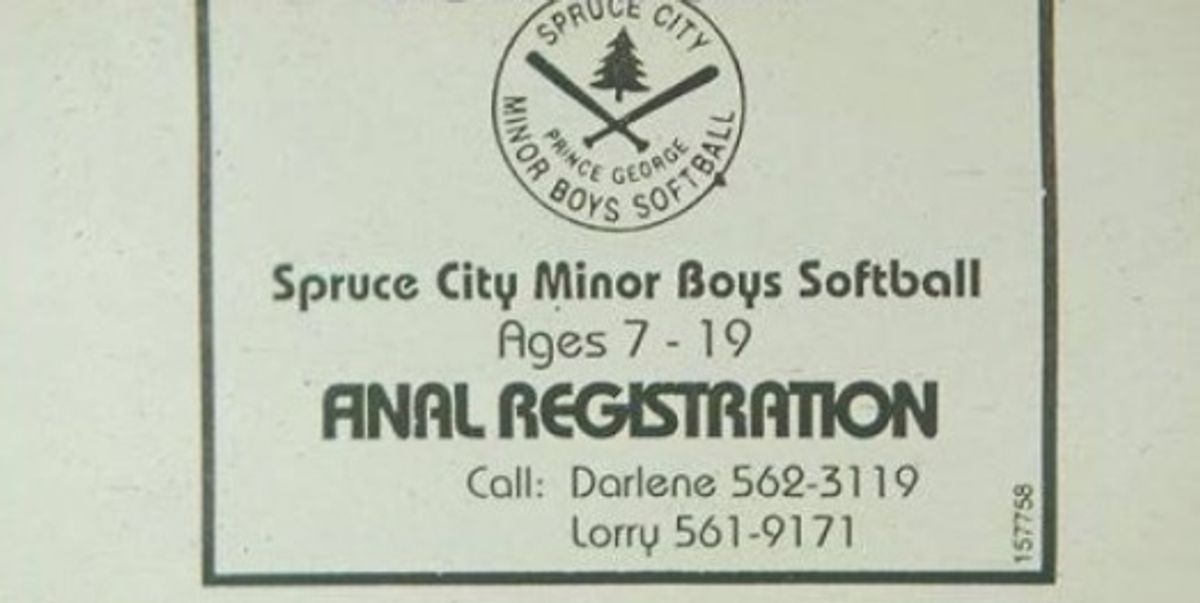 SPRUCE CITY
PRINCE GEORGE
MINOR BOYS SOFTBALL
Spruce City Minor Boys Softball
Ages 7 - 19
FINAL REGISTRATION
Call: Darlene 562-3119
Lorry 561-9171
157758